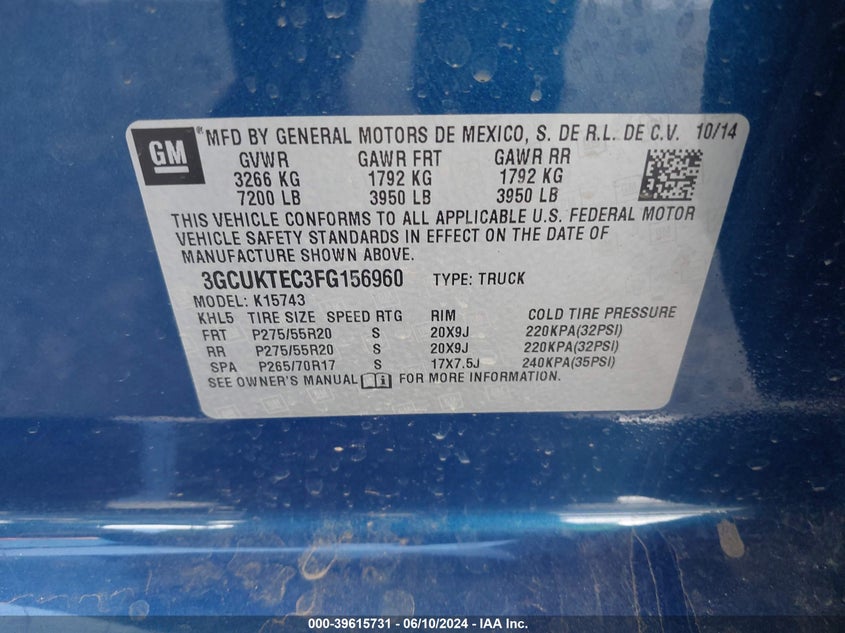 GM ® MFD BY GENERAL MOTORS DE MEXICO, S. DE R.L. DE C.V. 10/14
GVWR GAWR FRT GAWR RR
3266 KG 1792 KG 1792 KG
7200 LB 3950 LB 3950 LB
THIS VEHICLE CONFORMS TO ALL APPLICABLE U.S. FEDERAL MOTOR
VEHICLE SAFETY STANDARDS IN EFFECT ON THE DATE OF
MANUFACTURE SHOWN ABOVE.
3GCUKTEC3FG156960 TYPE: TRUCK
MODEL: K15743
KHL5 TIRE SIZE SPEED RTG RIM COLD TIRE PRESSURE
FRT P275/55R20 S 20X9J 220KPA(32PSI)
RR P275/55R20 S 20X9J 220KPA(32PSI)
SPA P265/70R17 S 17X7.5J 240KPA(35PSI)
SEE OWNER'S MANUAL FOR MORE INFORMATION.
000-39615731 - 06/10/2024 - IAA Inc.